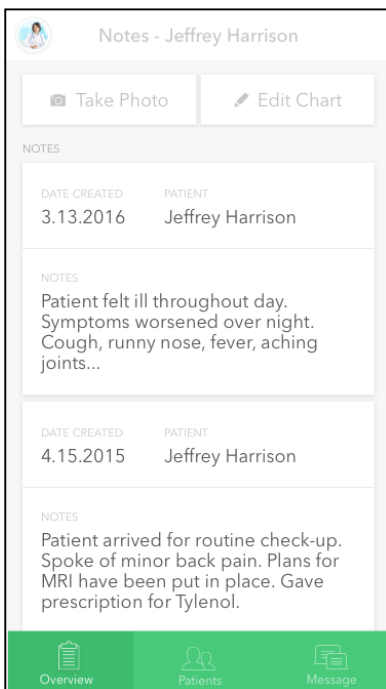 Notes - Jeffrey Harrison
Take Photo
Edit Chart
NOTES
DATE CREATED
PATIENT
3.13.2016
Jeffrey Harrison
NOTES
Patient felt ill throughout day.
Symptoms worsened over night.
Cough, runny nose, fever, aching
joints...
DATE CREATED
PATIENT
4.15.2015
Jeffrey Harrison
NOTES
Patient arrived for routine check-up.
Spoke of minor back pain. Plans for
MRI have been put in place. Gave
prescription for Tylenol.
Overview
Patients
Message